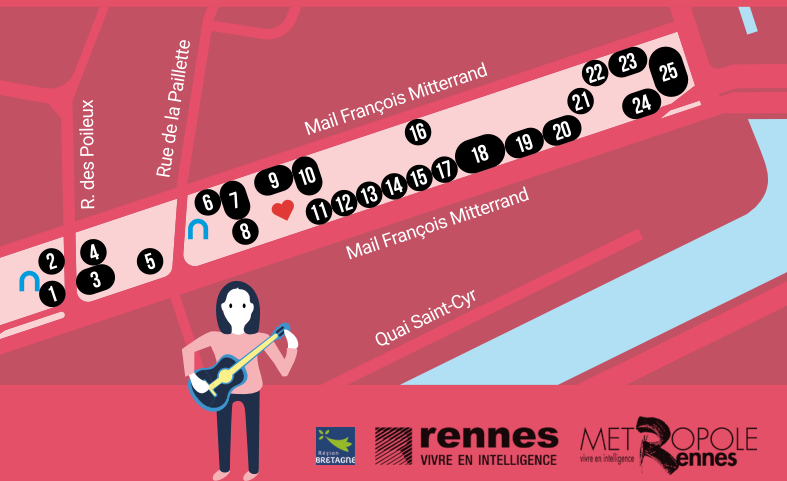 Mail François Mitterrand
Rue de la Paillette
R. des Poileux
22
23
25
21
24
16
20
19
18
17
15
14
13
12
11
10
9
7
6
8
4
5
2
3
1
Mail François Mitterrand
Quai Saint-Cyr
Région
BRETAGNE
rennes
VIVRE EN INTELLIGENCE
METROPOLE
vivre en intelligence
Rennes